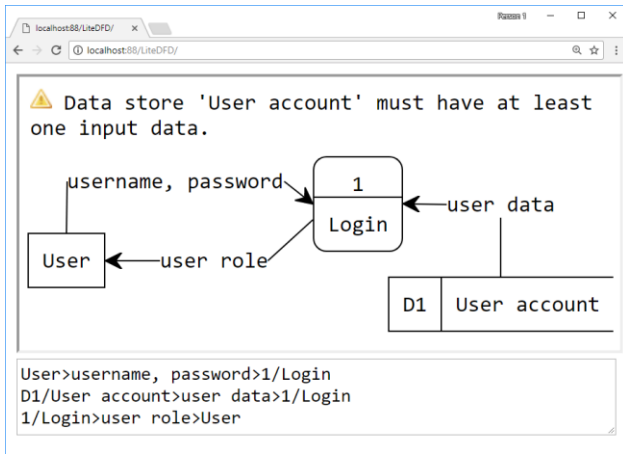 localhost:88/LiteDFD/
localhost:88/LiteDFD/
Data store 'User account' must have at least
one input data.
username, password
1
Login
user data
User
user role
D1 User account
User>username, password>1/Login
D1/User account>user data>1/Login
1/Login>user role>User